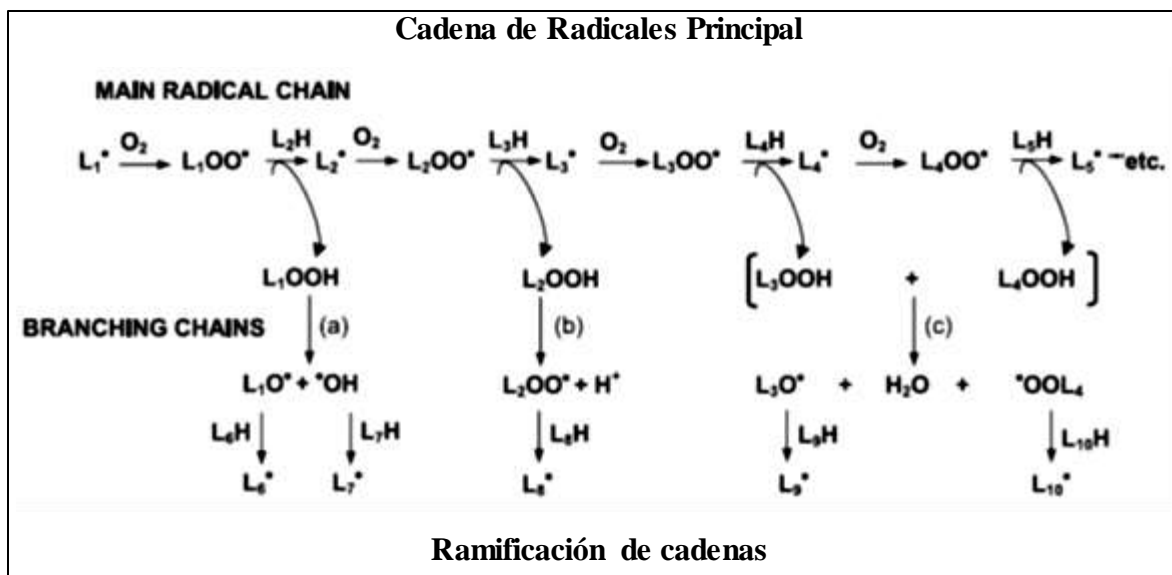 Cadena de Radicales Principal
MAIN RADICAL CHAIN
O₂ L₂H O₂ L₃H O₂ L₄H O₂ L₅H
L₁• L₁OO• L₂• L₂OO• L₃• L₃OO• L₄• L₄OO• L₅• etc.
L₁OOH L₂OOH [L₃OOH + L₄OOH]
BRANCHING CHAINS (a) (b) (c)
L₁O• + •OH L₂OO• + H• L₃O• + H₂O + •OOL₄
L₆H L₇H L₈H L₉H L₁₀H
L₆• L₇• L₈• L₉• L₁₀•
Ramificación de cadenas